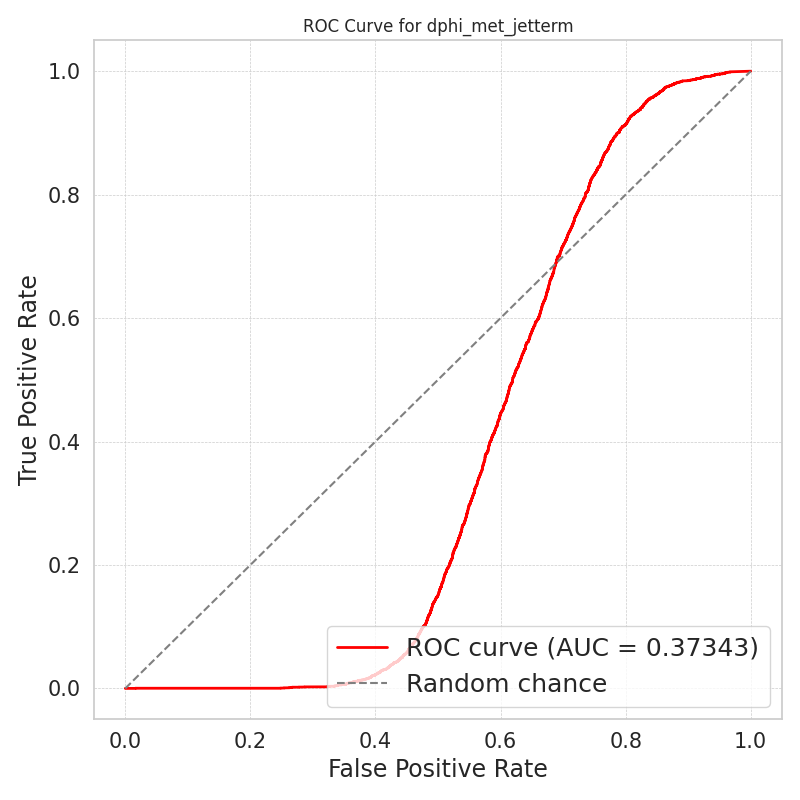 ROC Curve for dphi_met_jetterm
1.0
0.8
0.6
0.4
0.2
0.0
True Positive Rate
ROC curve (AUC = 0.37343)
Random chance
0.0 0.2 0.4 0.6 0.8 1.0
False Positive Rate